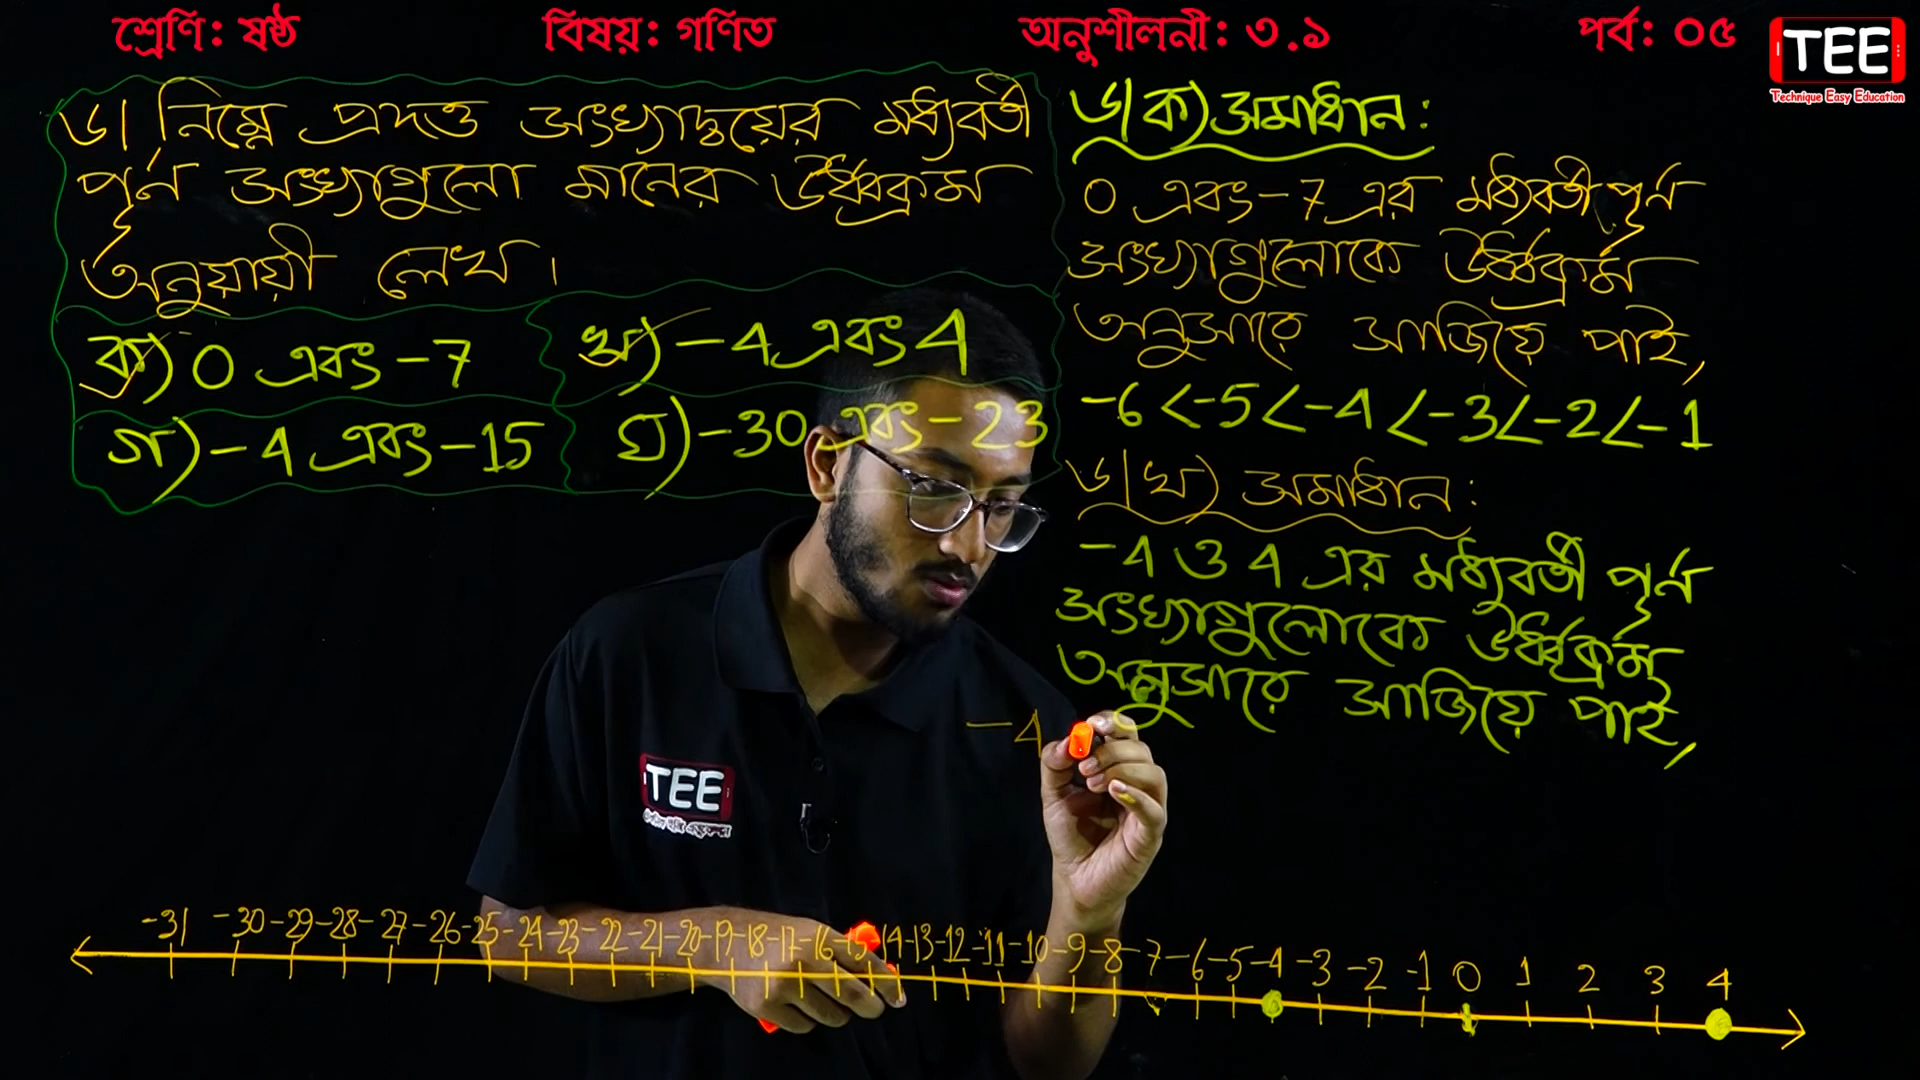 শ্রেণি: ষষ্ঠ
বিষয়: গণিত
অনুশীলনী: ৩.১
পর্ব: ০৫
TEE
Technique Easy Education
৬। নিম্নে প্রদত্ত সংখ্যাদ্বয়ের মধ্যবর্তী
পূর্ণ সংখ্যাগুলো মানের উর্ধ্বক্রম
অনুযায়ী লেখ।
ক) 0 এবং -7
খ) -4 এবং 4
গ) -4 এবং -15
ঘ) -30 এবং -23
৬।ক) সমাধান:
0 এবং -7 এর মধ্যবর্তী পূর্ণ
সংখ্যাগুলোকে উর্ধ্বক্রম
অনুসারে সাজিয়ে পাই,
-6 < -5 < -4 < -3 < -2 < -1
৬।খ) সমাধান:
-4 ও 4 এর মধ্যবর্তী পূর্ণ
সংখ্যাগুলোকে উর্ধ্বক্রম
অনুসারে সাজিয়ে পাই,
-4
TEE
-31 -30 -29 -28 -27 -26 -25 -24 -23 -22 -21 -20 -19 -18 -17 -16 -15 -14 -13 -12 -11 -10 -9 -8 -7 -6 -5 -4 -3 -2 -1 0 1 2 3 4